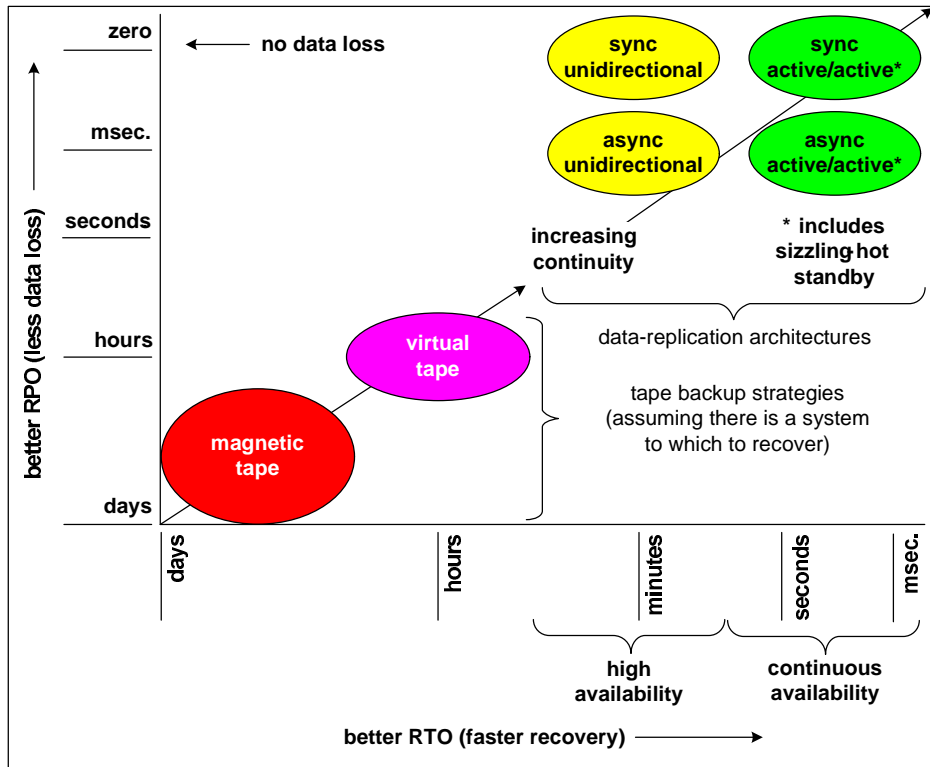 zero
no data loss
sync
unidirectional
sync
active/active*
msec.
async
unidirectional
async
active/active*
seconds
better RPO (less data loss)
increasing
continuity
* includes
sizzling-hot
standby
hours
virtual
tape
data-replication architectures
tape backup strategies
(assuming there is a system
to which to recover)
magnetic
tape
days
days
hours
minutes
seconds
msec.
high
availability
continuous
availability
better RTO (faster recovery)